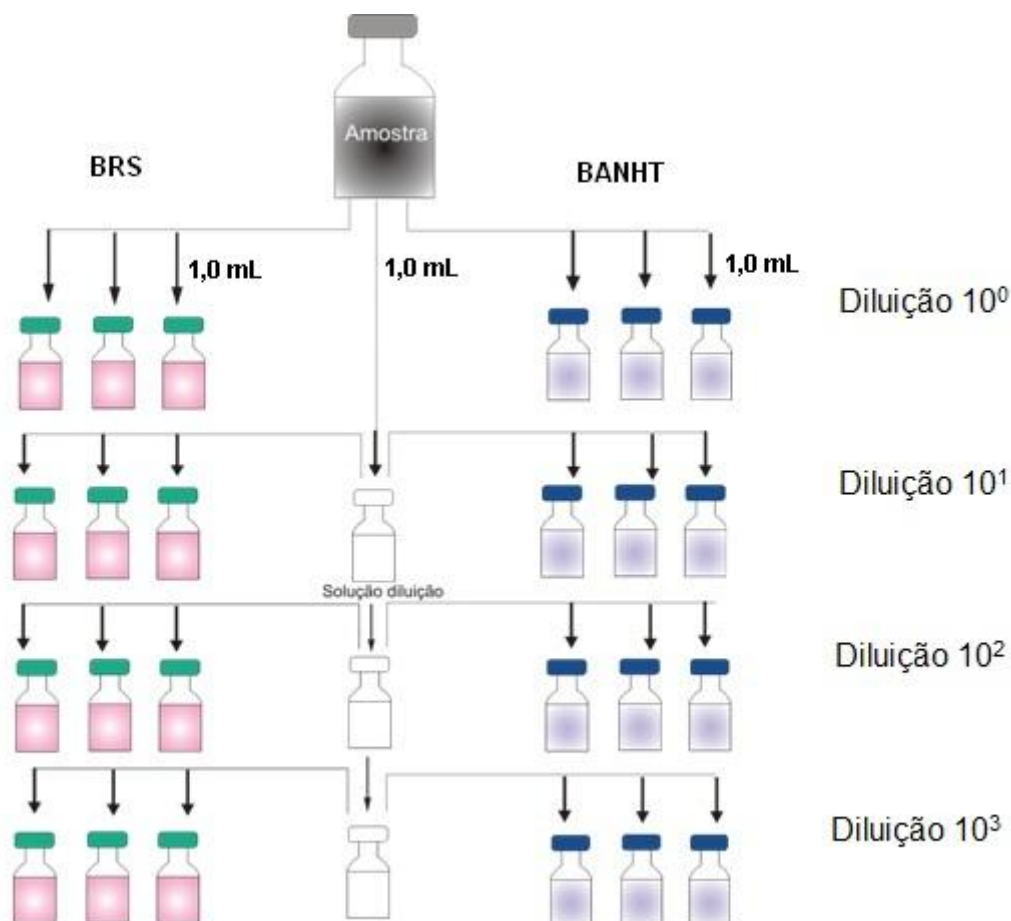 Amostra
BRS
BANHT
1,0 mL
1,0 mL
1,0 mL
Diluição 10⁰
Diluição 10¹
Solução diluição
Diluição 10²
Diluição 10³